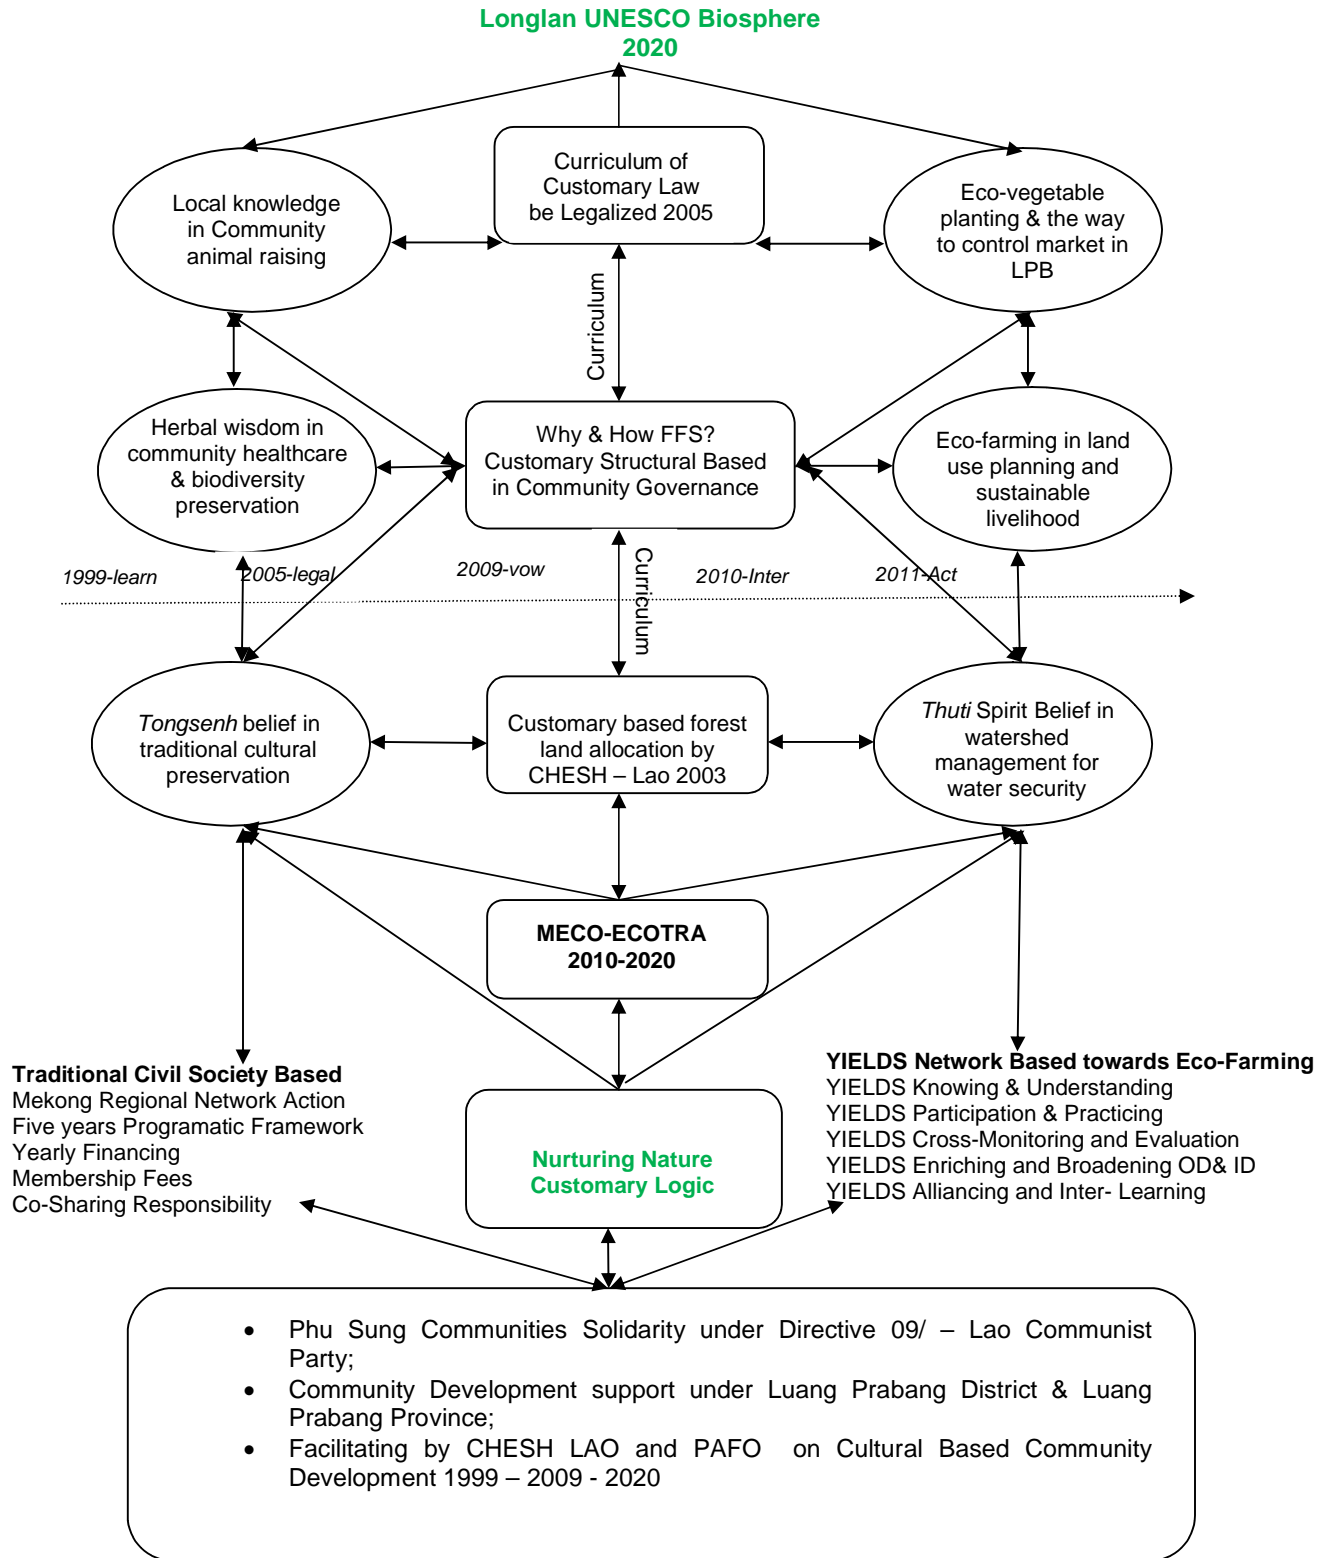 Longlan UNESCO Biosphere
2020
Local knowledge
in Community
animal raising
Curriculum of
Customary Law
be Legalized 2005
Eco-vegetable
planting & the way
to control market in
LPB
Curriculum
Herbal wisdom in
community healthcare
& biodiversity
preservation
Why & How FFS?
Customary Structural Based
in Community Governance
Eco-farming in land
use planning and
sustainable
livelihood
1999-learn
2005-legal
2009-vow
Curriculum
2010-Inter
2011-Act
Tongsenh belief in
traditional cultural
preservation
Customary based forest
land allocation by
CHESH – Lao 2003
Thuti Spirit Belief in
watershed
management for
water security
MECO-ECOTRA
2010-2020
Traditional Civil Society Based
Mekong Regional Network Action
Five years Programatic Framework
Yearly Financing
Membership Fees
Co-Sharing Responsibility
Nurturing Nature
Customary Logic
YIELDS Network Based towards Eco-Farming
YIELDS Knowing & Understanding
YIELDS Participation & Practicing
YIELDS Cross-Monitoring and Evaluation
YIELDS Enriching and Broadening OD& ID
YIELDS Alliancing and Inter- Learning
• Phu Sung Communities Solidarity under Directive 09/ – Lao Communist
Party;
• Community Development support under Luang Prabang District & Luang
Prabang Province;
• Facilitating by CHESH LAO and PAFO on Cultural Based Community
Development 1999 – 2009 - 2020